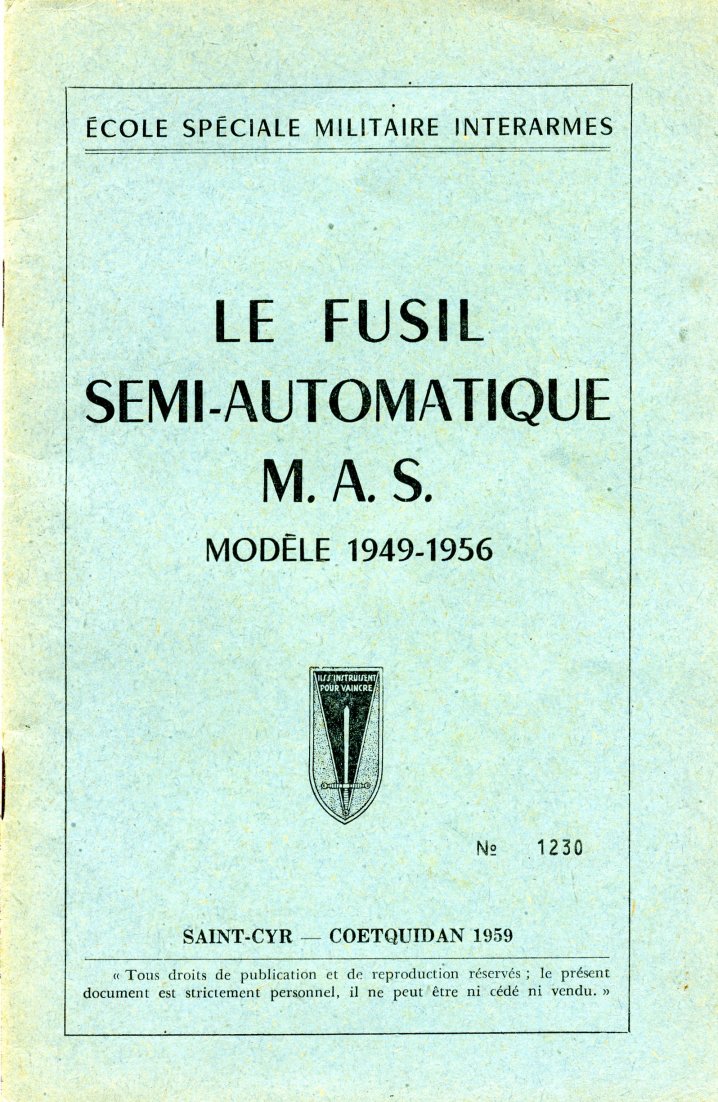 ÉCOLE SPÉCIALE MILITAIRE INTERARMES
LE FUSIL
SEMI-AUTOMATIQUE
M. A. S.
MODÈLE 1949-1956
ILS S'INSTRUISENT
POUR VAINCRE
Nº 1230
SAINT-CYR — COETQUIDAN 1959
« Tous droits de publication et de reproduction réservés ; le présent
document est strictement personnel, il ne peut être ni cédé ni vendu. »